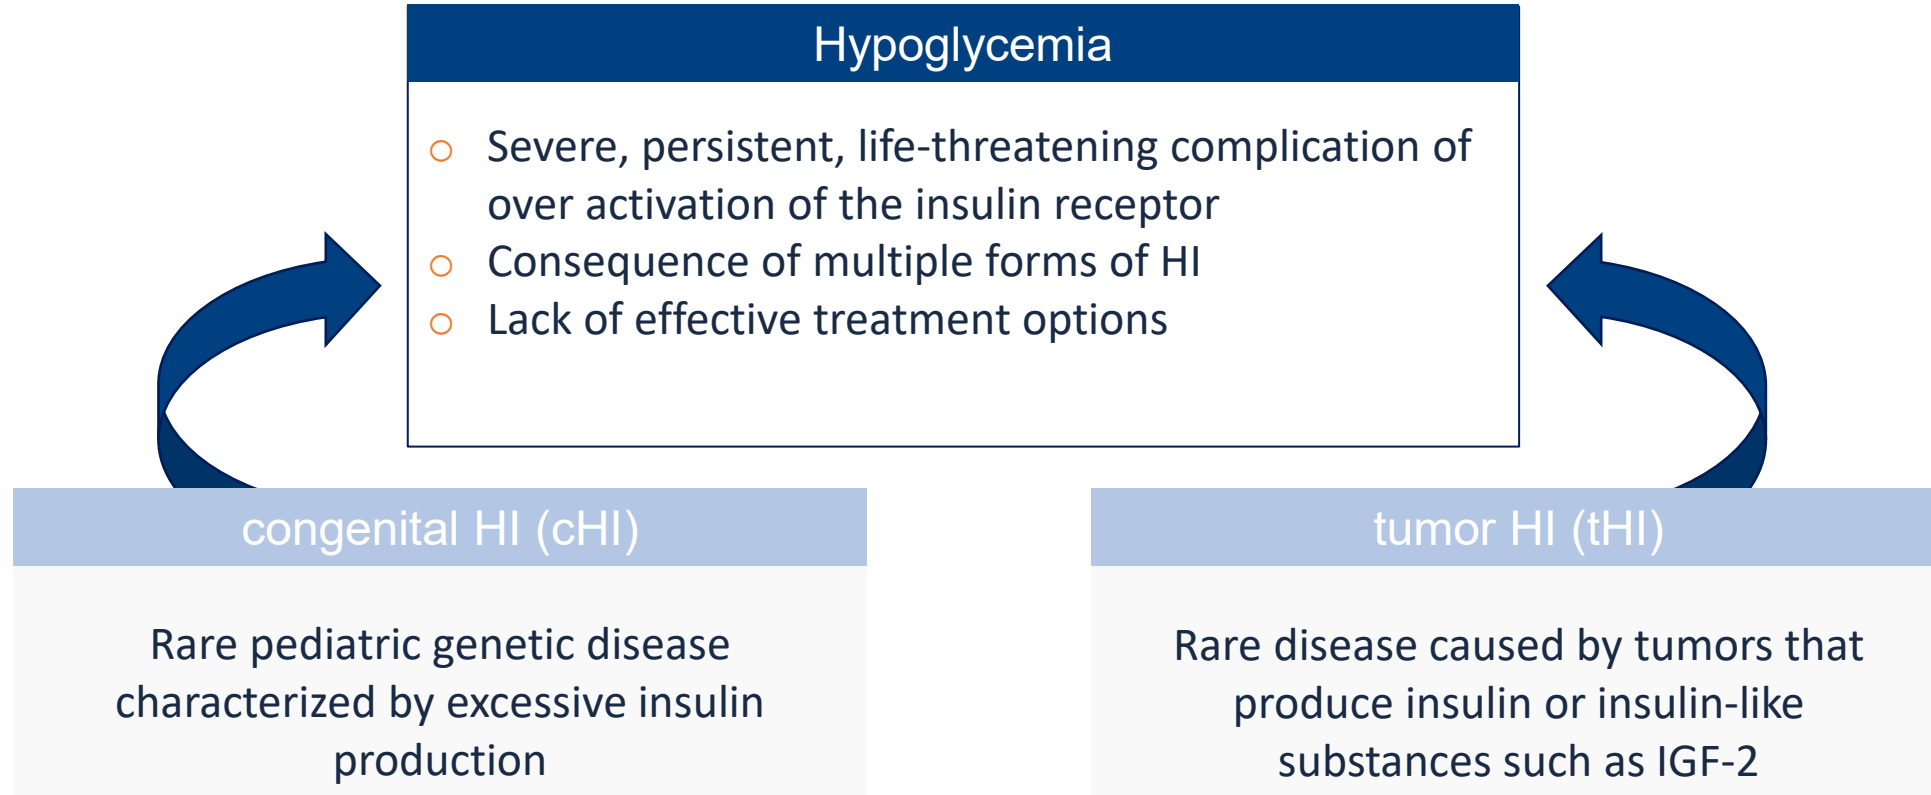 Hypoglycemia
○ Severe, persistent, life-threatening complication of
over activation of the insulin receptor
○ Consequence of multiple forms of HI
○ Lack of effective treatment options
congenital HI (cHI)
Rare pediatric genetic disease
characterized by excessive insulin
production
tumor HI (tHI)
Rare disease caused by tumors that
produce insulin or insulin-like
substances such as IGF-2